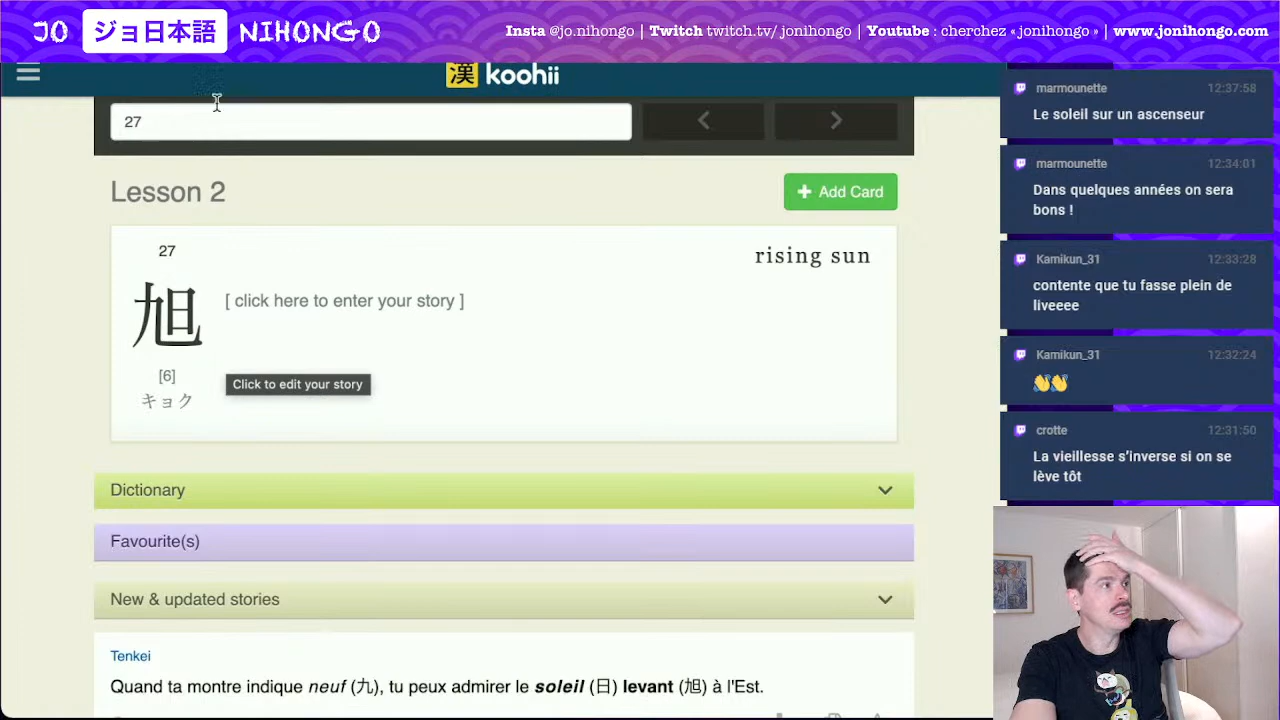 JO ジョ日本語 NIHONGO
Insta @jo.nihongo | Twitch twitch.tv/ jonihongo | Youtube : cherchez « jonihongo » | www.jonihongo.com
漢 koohii
27
Lesson 2
+ Add Card
27
rising sun
旭
[ click here to enter your story ]
[6]
キョク
Click to edit your story
Dictionary
Favourite(s)
New & updated stories
Tenkei
Quand ta montre indique neuf (九), tu peux admirer le soleil (日) levant (旭) à l'Est.
marmounette 12:37:58
Le soleil sur un ascenseur
marmounette 12:34:01
Dans quelques années on sera
bons !
Kamikun_31 12:33:28
contente que tu fasse plein de
liveeee
Kamikun_31 12:32:24
👏👏
crotte 12:31:50
La vieillesse s'inverse si on se
lève tôt